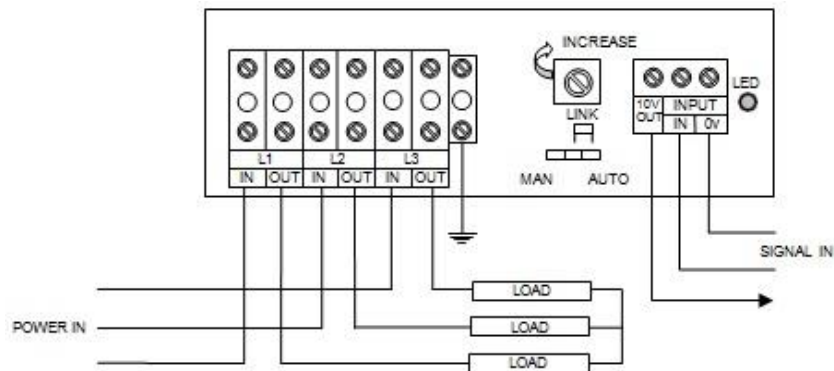 INCREASE
LED
LINK
10V OUT
INPUT
IN 0v
L1 L2 L3
IN OUT IN OUT IN OUT
MAN AUTO
SIGNAL IN
LOAD
POWER IN
LOAD
LOAD